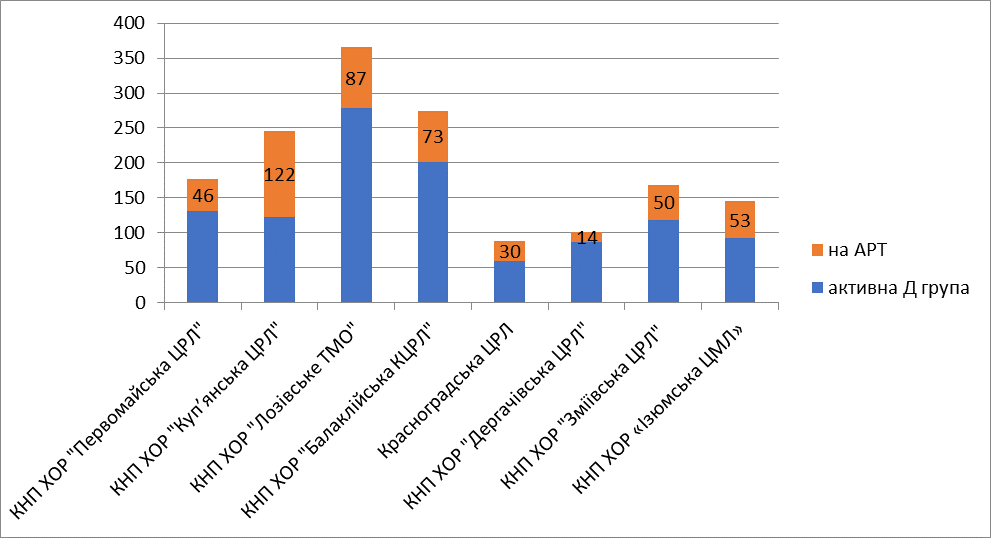 400
350
300
250
200
150
100
50
0
46
122
87
73
30
14
50
53
на АРТ
активна Д група
КНП ХОР "Первомайська ЦРЛ"
КНП ХОР "Куп’янська ЦРЛ"
КНП ХОР "Лозівське ТМО"
КНП ХОР "Балаклійська КЦРЛ"
Красноградська ЦРЛ
КНП ХОР "Дергачівська ЦРЛ"
КНП ХОР "Зміївська ЦРЛ"
КНП ХОР «Ізюмська ЦМЛ»